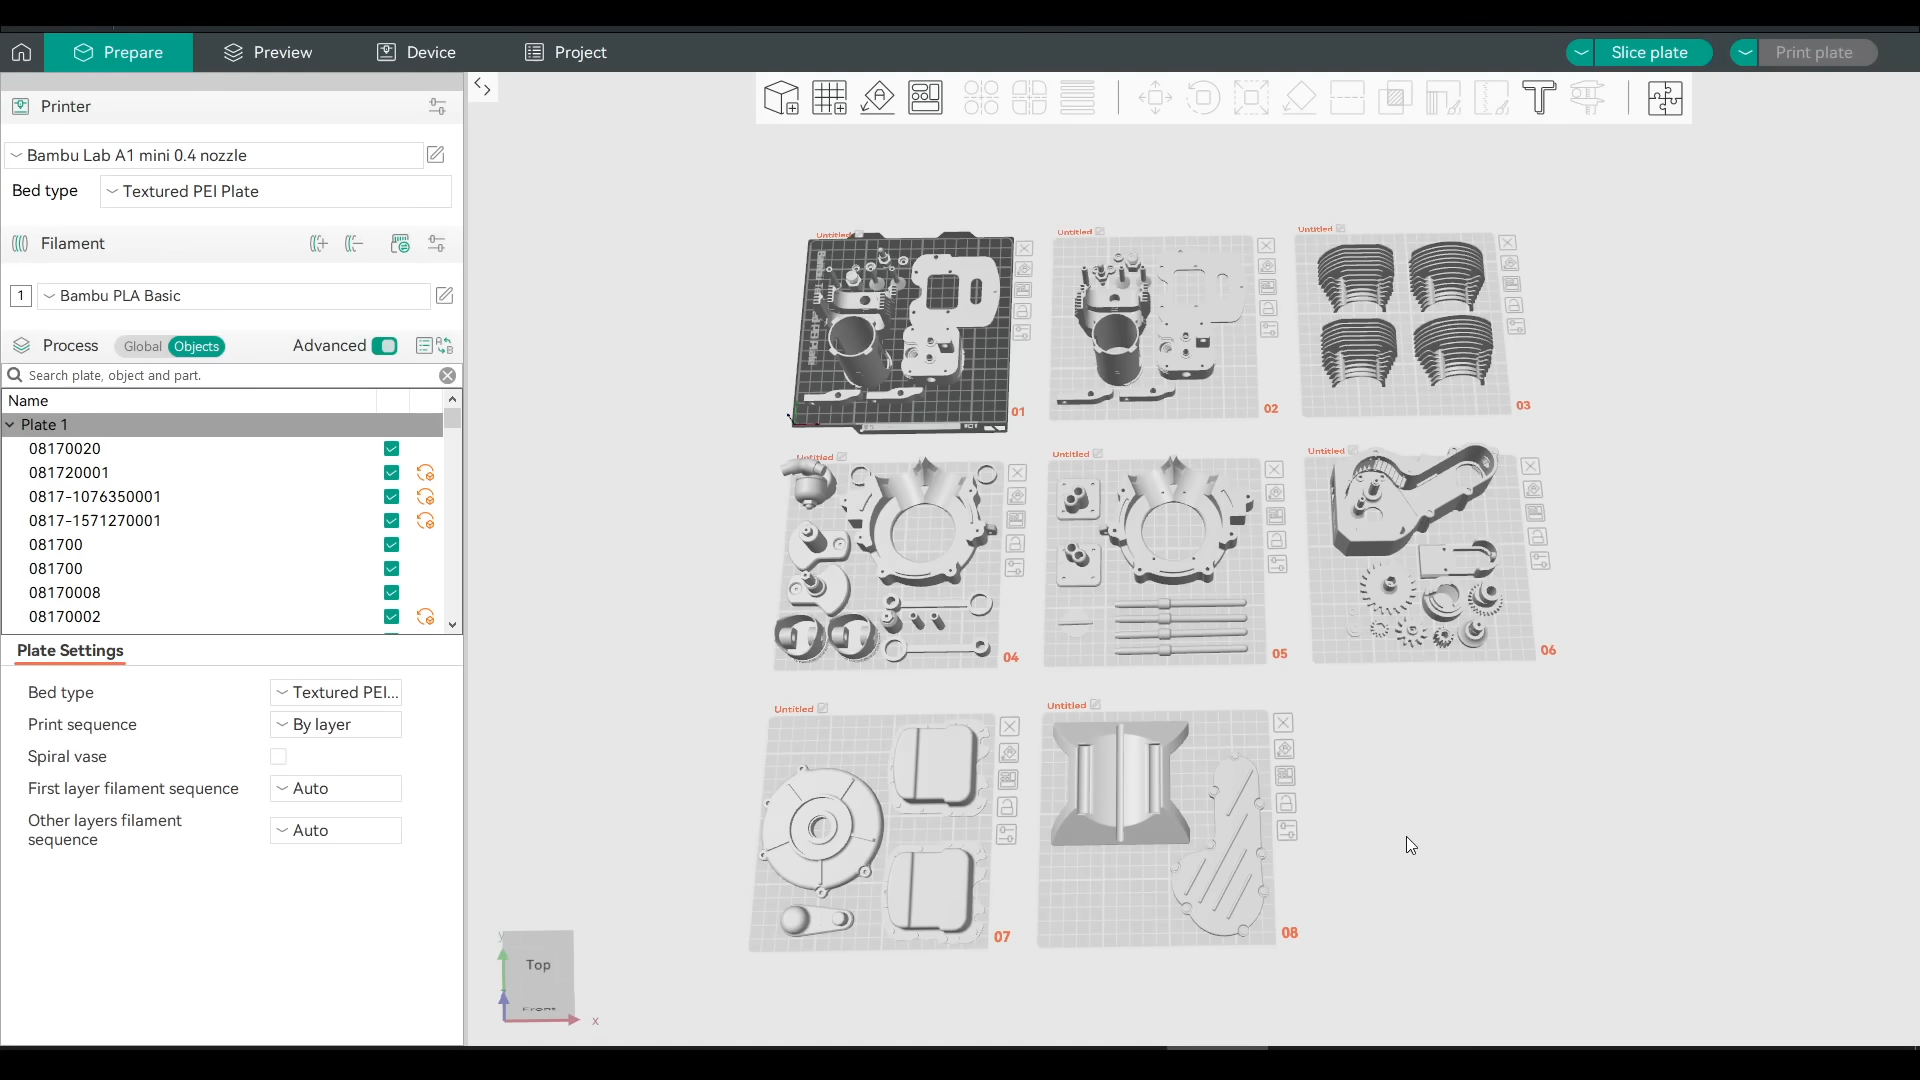 Prepare
Preview
Device
Project
Slice plate
Print plate
Printer
Bambu Lab A1 mini 0.4 nozzle
Bed type
Textured PEI Plate
Filament
1
Bambu PLA Basic
Process
Global
Objects
Advanced
Search plate, object and part.
Name
Plate 1
08170020
081720001
0817-1076350001
0817-1571270001
081700
081700
08170008
08170002
Plate Settings
Bed type
Textured PEI...
Print sequence
By layer
Spiral vase
First layer filament sequence
Auto
Other layers filament
sequence
Auto
Untitled
Untitled
Untitled
01
02
03
Untitled
Untitled
Untitled
04
05
06
Untitled
Untitled
07
08
y
Top
Front
x